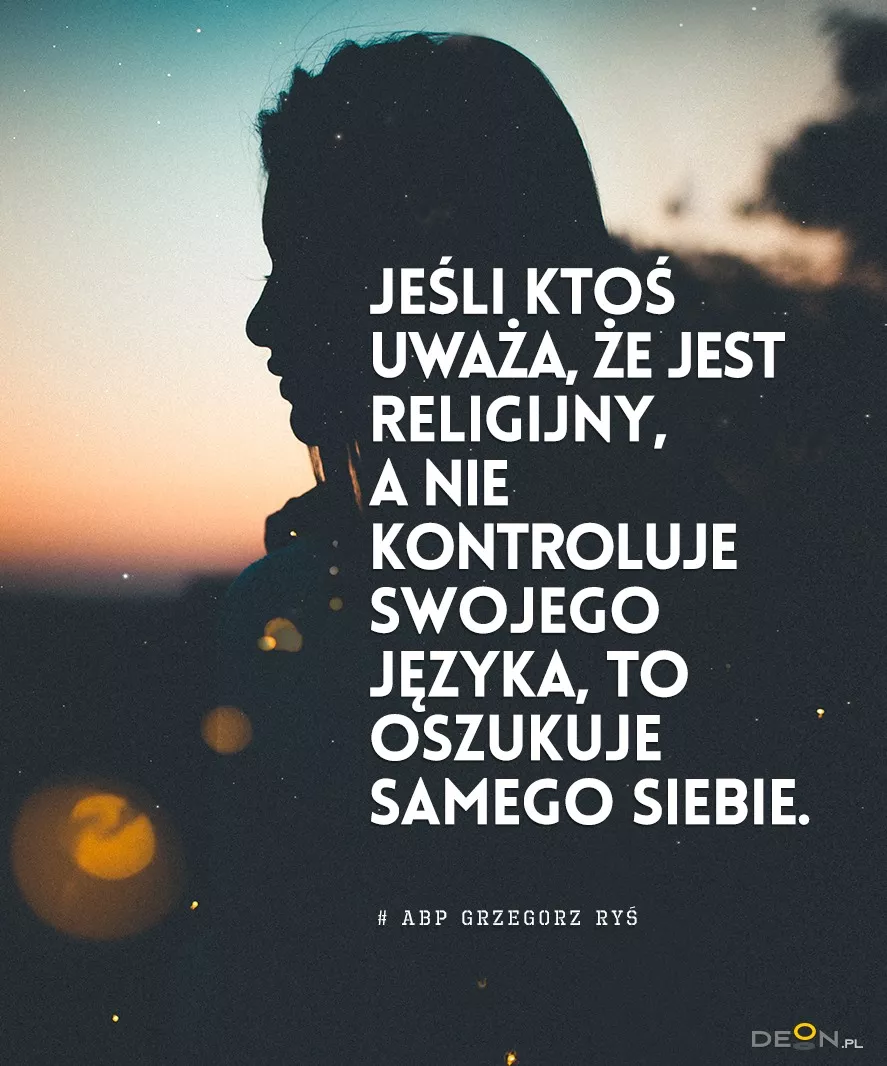 JEŚLI KTOŚ
UWAŻA, ŻE JEST
RELIGIJNY,
A NIE
KONTROLUJE
SWOJEGO
JĘZYKA, TO
OSZUKUJE
SAMEGO SIEBIE.
# ABP GRZEGORZ RYŚ
DEON.PL